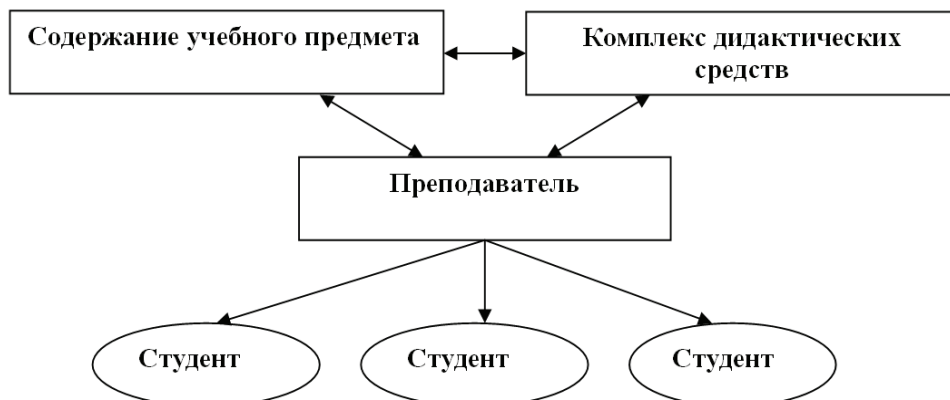 Содержание учебного предмета
Комплекс дидактических
средств
Преподаватель
Студент
Студент
Студент